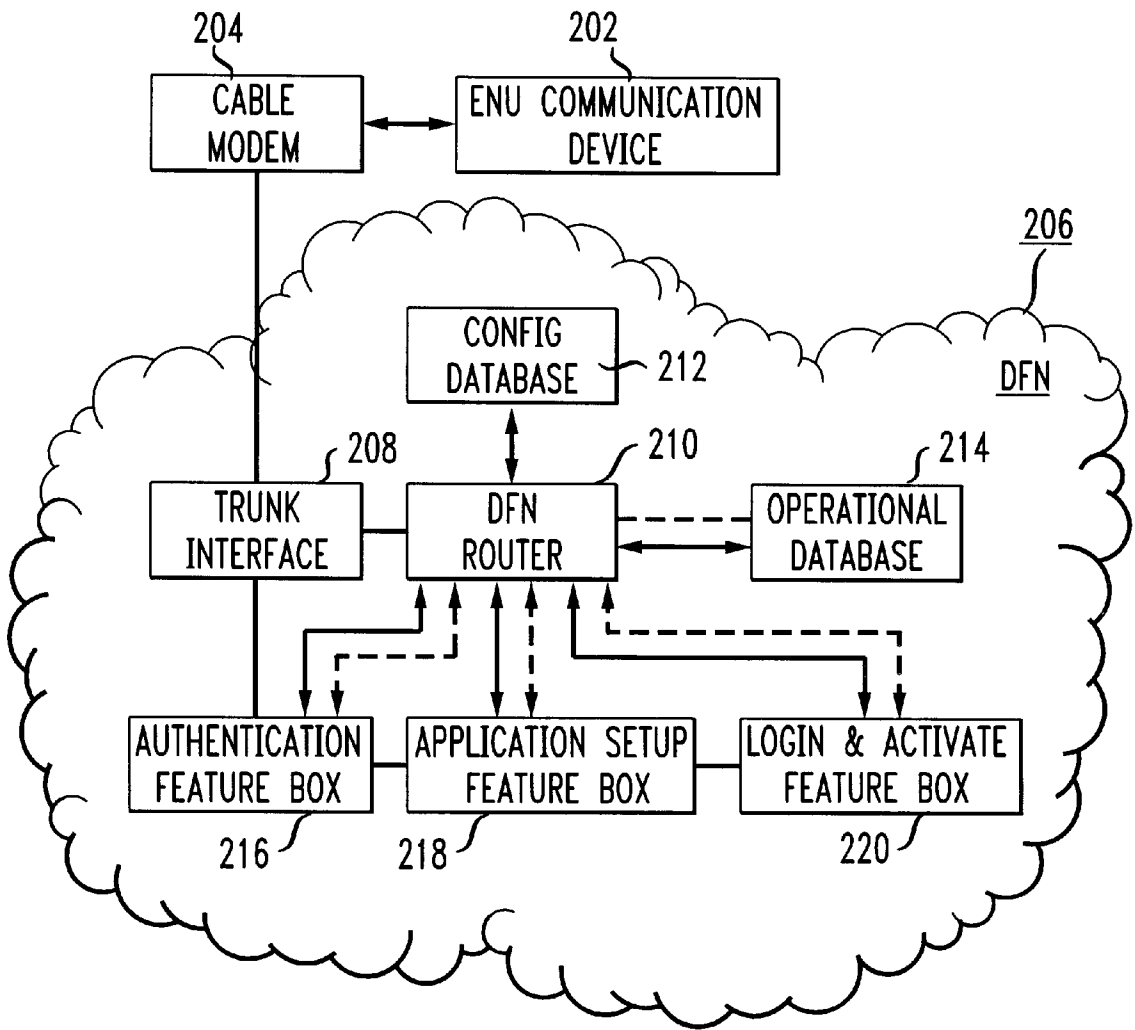 204
202
CABLE
MODEM
ENU COMMUNICATION
DEVICE
206
CONFIG
DATABASE
212
DFN
208
210
214
TRUNK
INTERFACE
DFN
ROUTER
OPERATIONAL
DATABASE
AUTHENTICATION
FEATURE BOX
APPLICATION SETUP
FEATURE BOX
LOGIN & ACTIVATE
FEATURE BOX
216
218
220